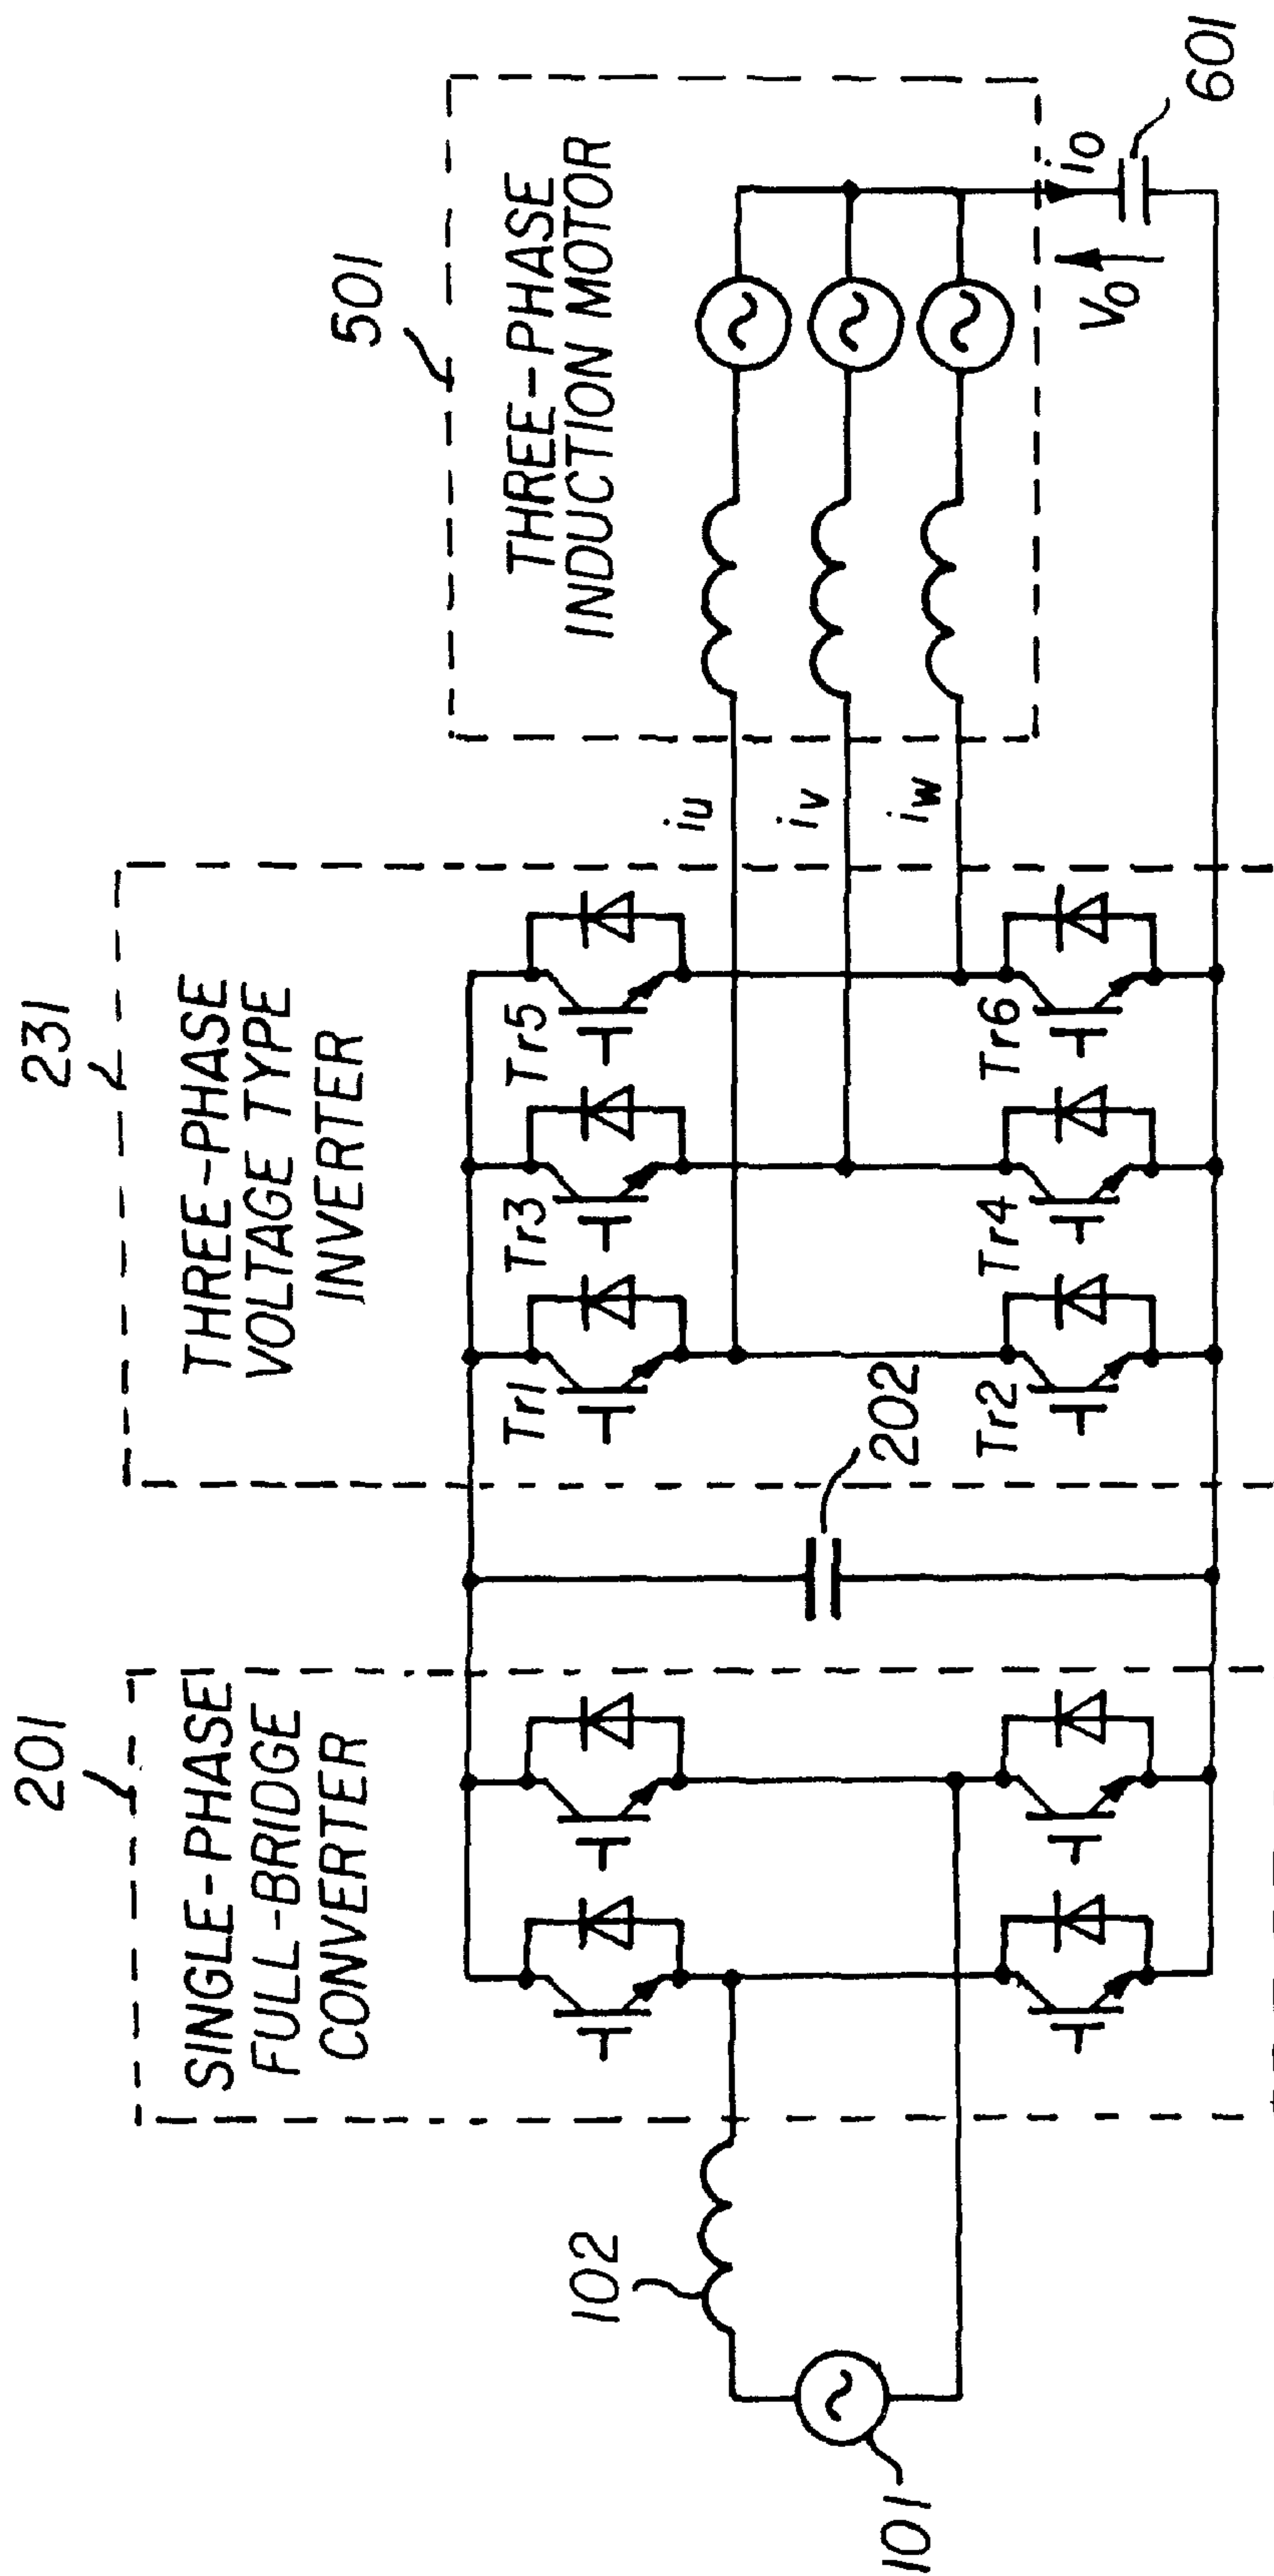 201
SINGLE-PHASE
FULL-BRIDGE
CONVERTER
231
THREE-PHASE
VOLTAGE TYPE
INVERTER
501
THREE-PHASE
INDUCTION MOTOR
102
101
202
Tr1
Tr3
Tr5
Tr2
Tr4
Tr6
iu
iv
iw
V0
i0
601